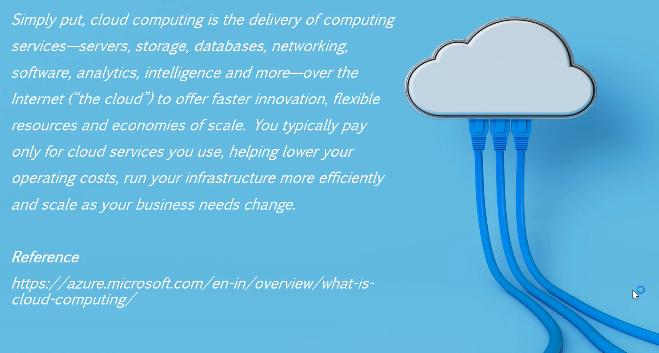 Simply put, cloud computing is the delivery of computing
services—servers, storage, databases, networking,
software, analytics, intelligence and more—over the
Internet (“the cloud”) to offer faster innovation, flexible
resources and economies of scale. You typically pay
only for cloud services you use, helping lower your
operating costs, run your infrastructure more efficiently
and scale as your business needs change.
Reference
https://azure.microsoft.com/en-in/overview/what-is-
cloud-computing/